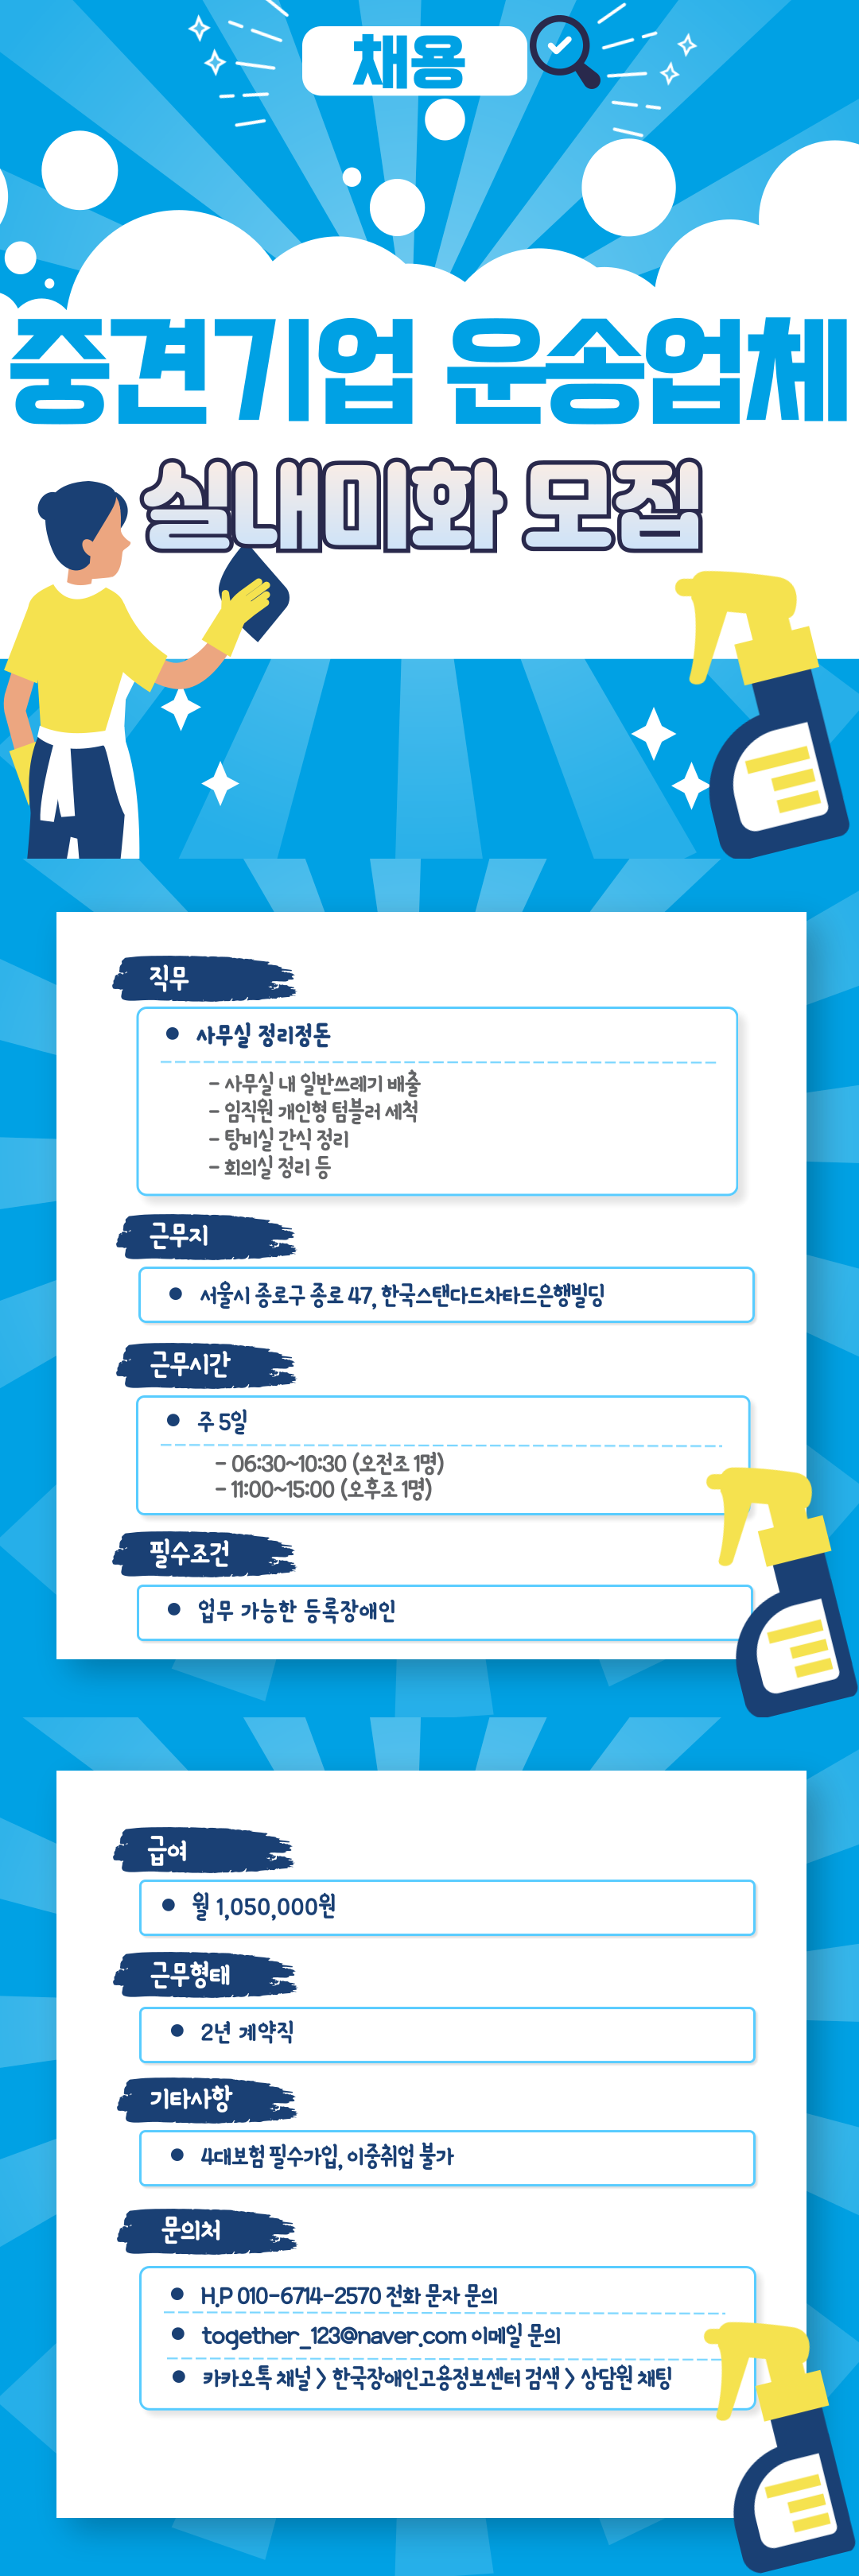 채용
중견기업 운송업체
실내미화 모집
직무
● 사무실 정리정돈
- 사무실 내 일반쓰레기 배출
- 임직원 개인형 텀블러 세척
- 탕비실 간식 정리
- 회의실 정리 등
근무지
● 서울시 종로구 종로 47, 한국스탠다드차타드은행빌딩
근무시간
● 주 5일
- 06:30~10:30 (오전조 1명)
- 11:00~15:00 (오후조 1명)
필수조건
● 업무 가능한 등록장애인
급여
● 월 1,050,000원
근무형태
● 2년 계약직
기타사항
● 4대보험 필수가입, 이중취업 불가
문의처
● H.P 010-6714-2570 전화 문자 문의
● together_123@naver.com 이메일 문의
● 카카오톡 채널 > 한국장애인고용정보센터 검색 > 상담원 채팅